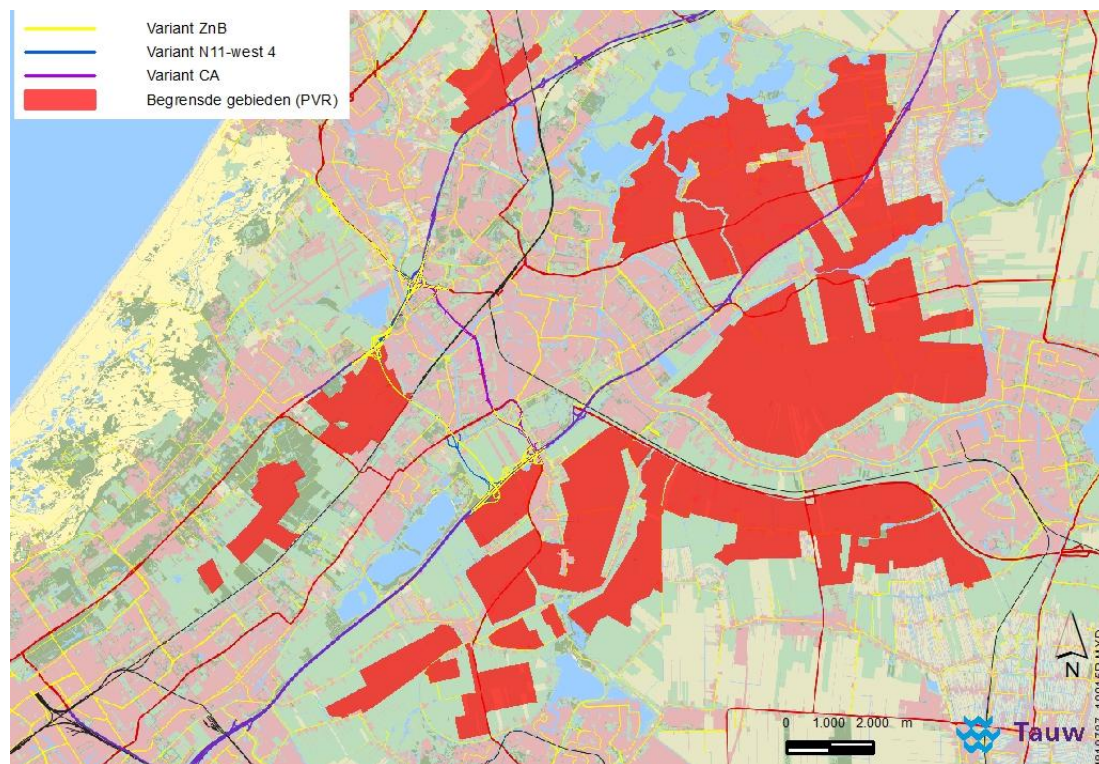 Variant ZnB
Variant N11-west 4
Variant CA
Begrensde gebieden (PVR)
N
0 1.000 2.000 m
Tauw